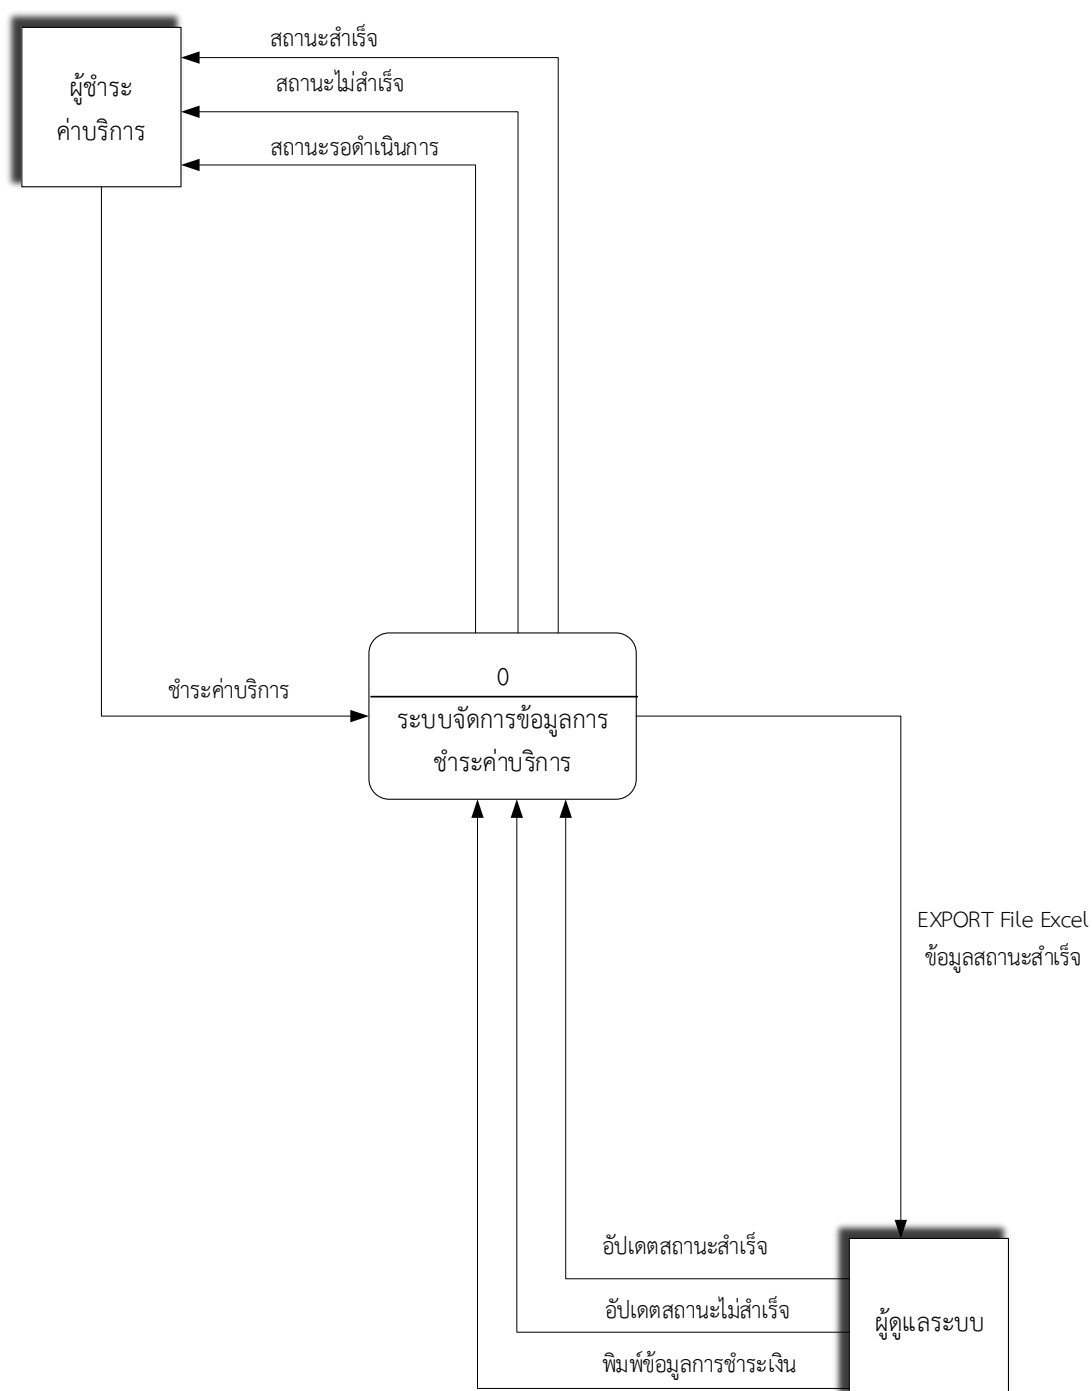 สถานะสำเร็จ
ผู้ชำระ
ค่าบริการ
สถานะไม่สำเร็จ
สถานะรอดำเนินการ
0
ชำระค่าบริการ
ระบบจัดการข้อมูลการ
ชำระค่าบริการ
EXPORT File Excel
ข้อมูลสถานะสำเร็จ
อัปเดตสถานะสำเร็จ
อัปเดตสถานะไม่สำเร็จ
ผู้ดูแลระบบ
พิมพ์ข้อมูลการชำระเงิน